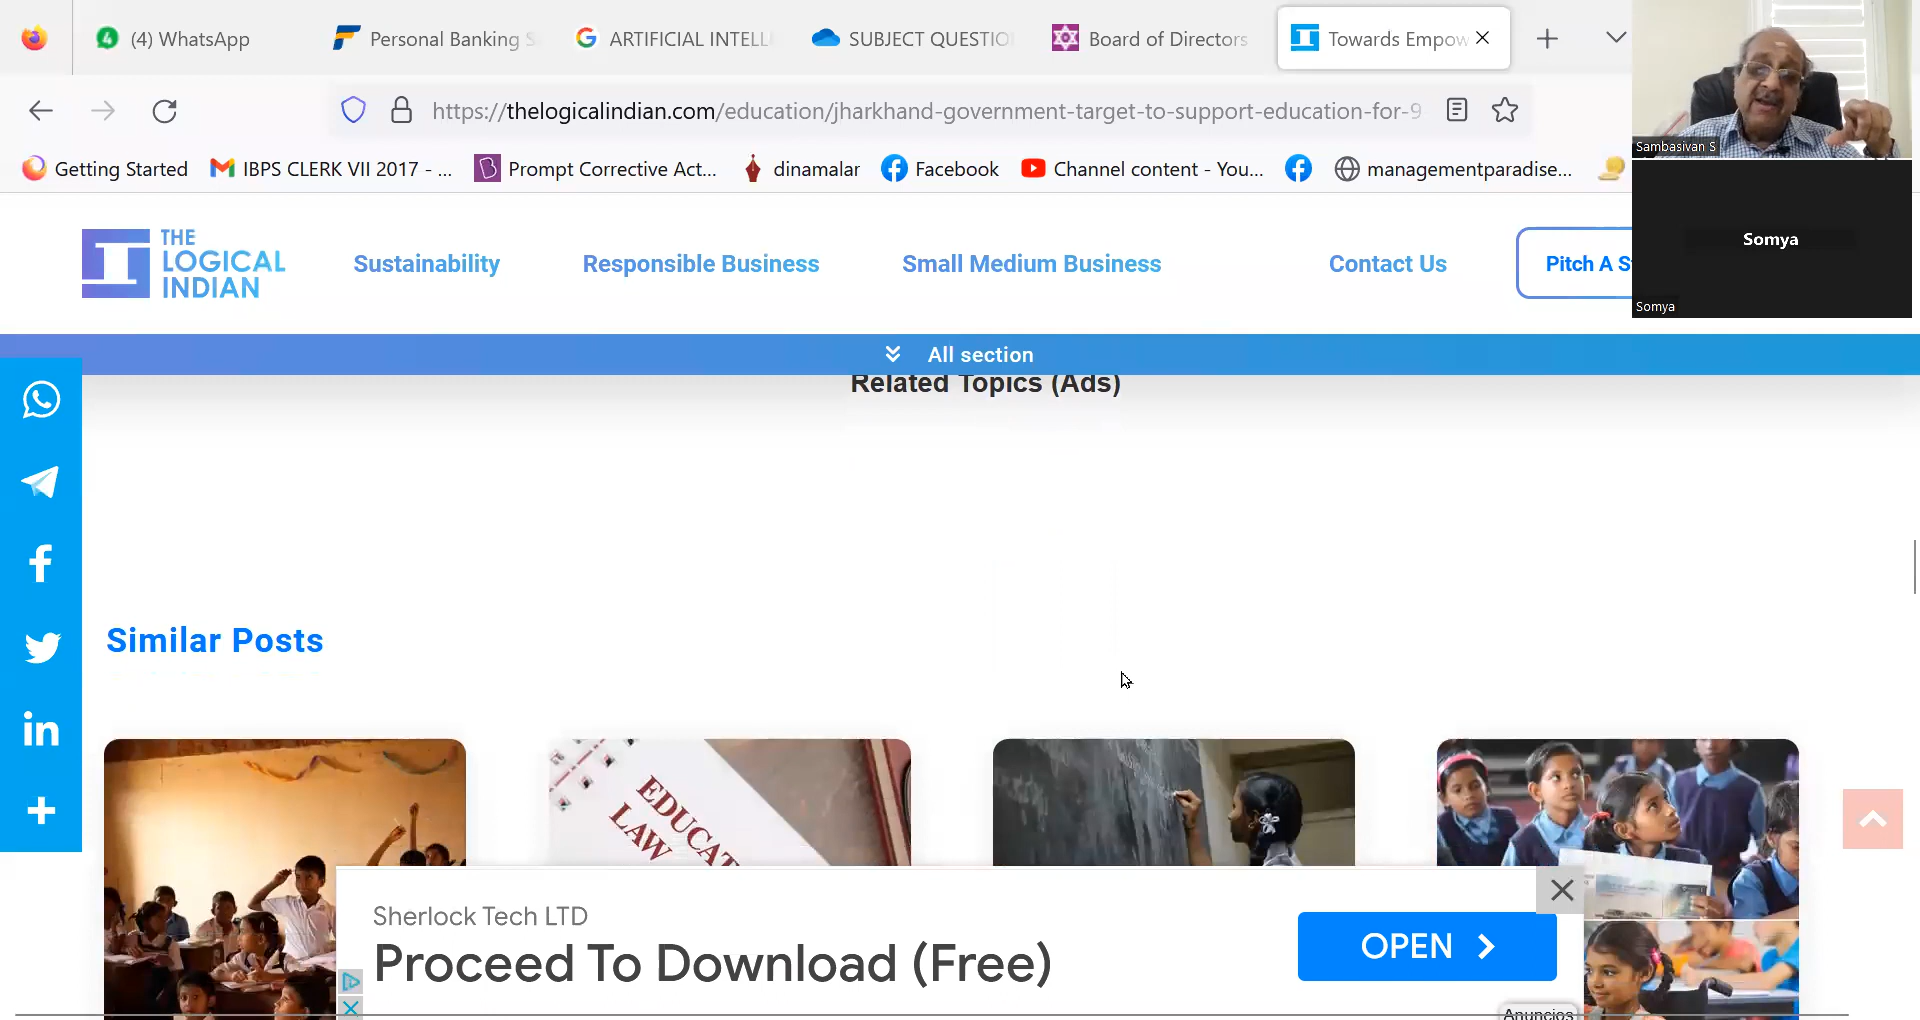 4
(4) WhatsApp
Personal Banking S
ARTIFICIAL INTELLI
SUBJECT QUESTIO
Board of Directors
Towards Empow
https://thelogicalindian.com/education/jharkhand-government-target-to-support-education-for-9
Sambasivan S
Getting Started
IBPS CLERK VII 2017 - ...
Prompt Corrective Act...
dinamalar
Facebook
Channel content - You...
managementparadise...
THE
LOGICAL
INDIAN
Sustainability
Responsible Business
Small Medium Business
Contact Us
Pitch A S
Somya
Somya
All section
Related Topics (Ads)
Similar Posts
EDUCAT
LAW
Sherlock Tech LTD
Proceed To Download (Free)
OPEN
Anuncios